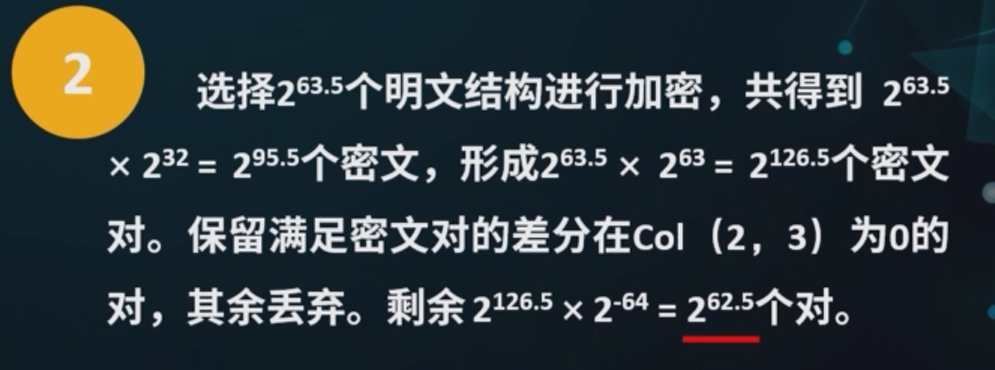 2
选择2^63.5个明文结构进行加密，共得到 2^63.5
× 2^32 = 2^95.5个密文，形成2^63.5 × 2^63 = 2^126.5个密文
对。保留满足密文对的差分在Col（2，3）为0的
对，其余丢弃。剩余 2^126.5 × 2^-64 = 2^62.5个对。